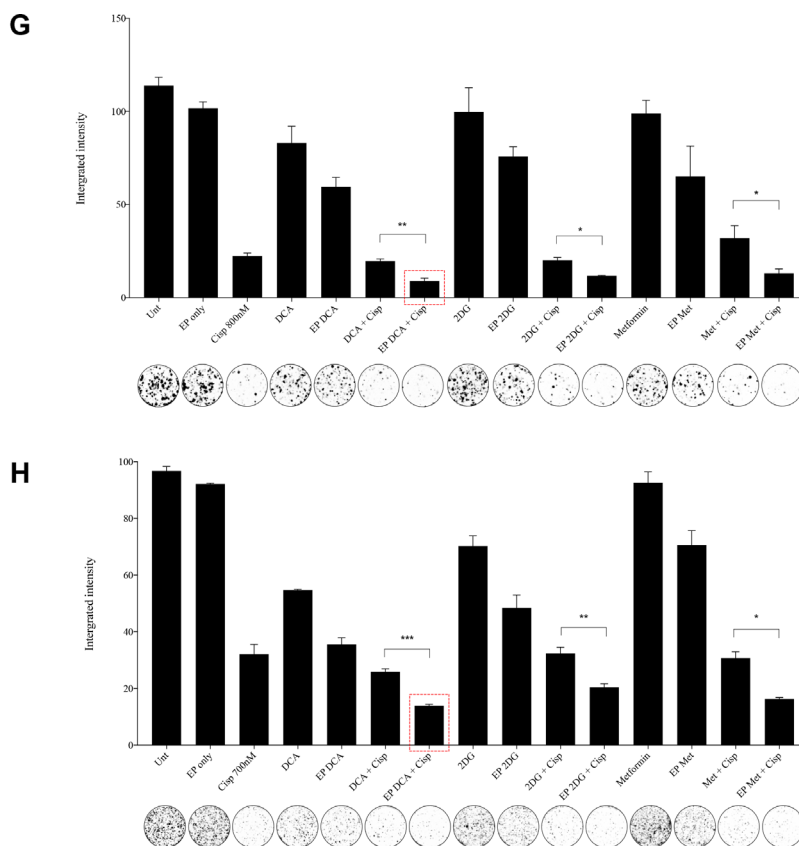 G
150
100
50
0
Intergrated intensity
**
*
*
Unt
EP only
Cisp 800nM
DCA
EP DCA
DCA + Cisp
EP DCA + Cisp
2DG
EP 2DG
2DG + Cisp
EP 2DG + Cisp
Metformin
EP Met
Met + Cisp
EP Met + Cisp
H
100
80
60
40
20
0
Intergrated intensity
***
**
*
Unt
EP only
Cisp 700nM
DCA
EP DCA
DCA + Cisp
EP DCA + Cisp
2DG
EP 2DG
2DG + Cisp
EP 2DG + Cisp
Metformin
EP Met
Met + Cisp
EP Met + Cisp